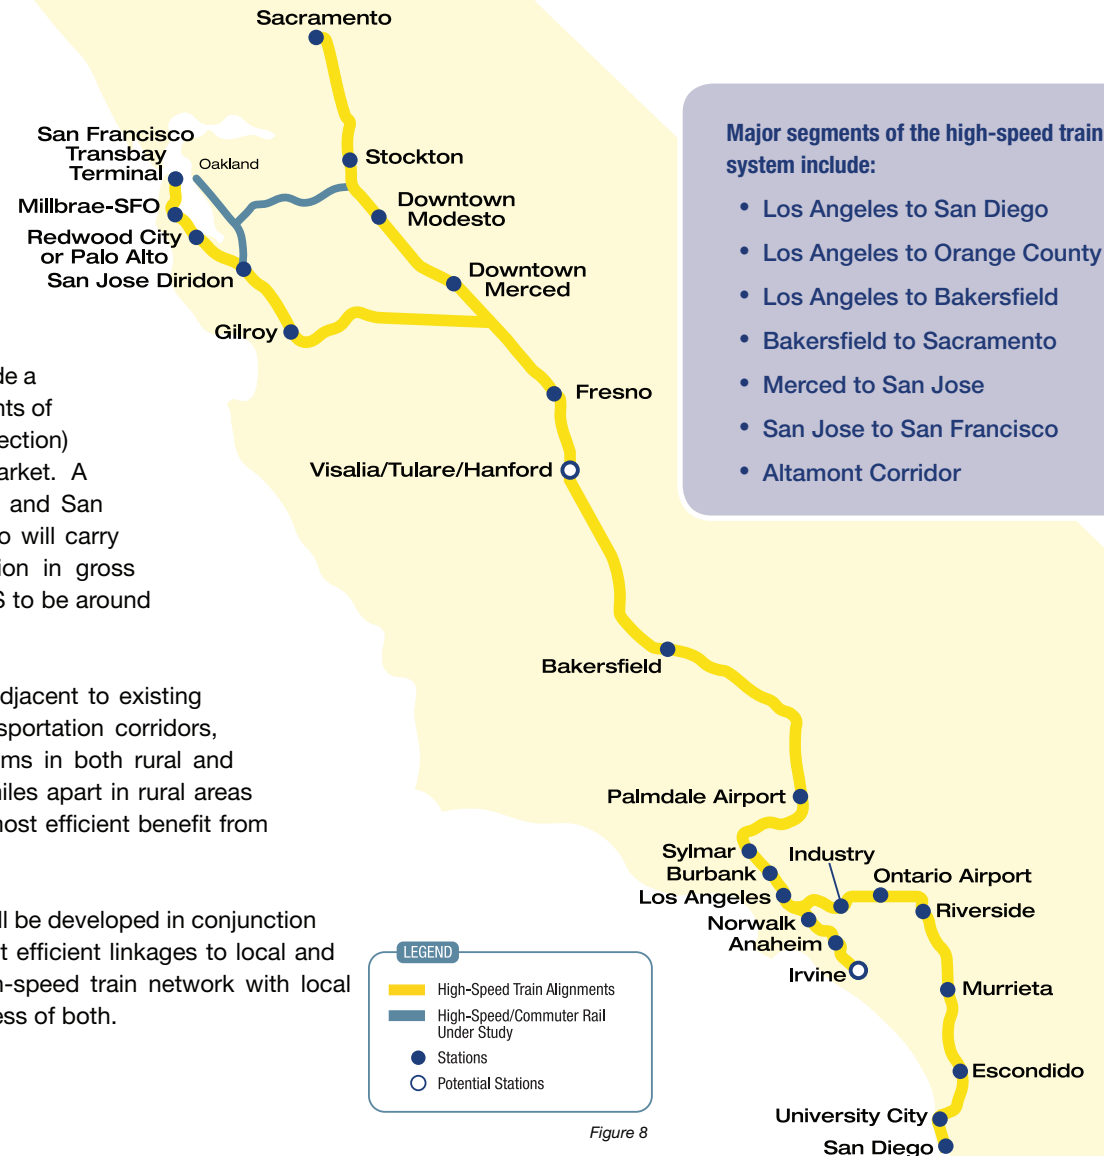 Sacramento
San Francisco
Transbay
Terminal
Oakland
Stockton
Millbrae-SFO
Downtown
Modesto
Redwood City
or Palo Alto
San Jose Diridon
Downtown
Merced
Gilroy
Fresno
Visalia/Tulare/Hanford
Bakersfield
Palmdale Airport
Sylmar
Industry
Burbank
Ontario Airport
Los Angeles
Riverside
Norwalk
Anaheim
Irvine
Murrieta
Escondido
University City
San Diego
Major segments of the high-speed train
system include:
• Los Angeles to San Diego
• Los Angeles to Orange County
• Los Angeles to Bakersfield
• Bakersfield to Sacramento
• Merced to San Jose
• San Jose to San Francisco
• Altamont Corridor
de a
nts of
ection)
arket. A
and San
o will carry
ion in gross
S to be around
djacent to existing
sportation corridors,
ms in both rural and
niles apart in rural areas
nost efficient benefit from
ll be developed in conjunction
t efficient linkages to local and
h-speed train network with local
ess of both.
LEGEND
High-Speed Train Alignments
High-Speed/Commuter Rail
Under Study
Stations
Potential Stations
Figure 8